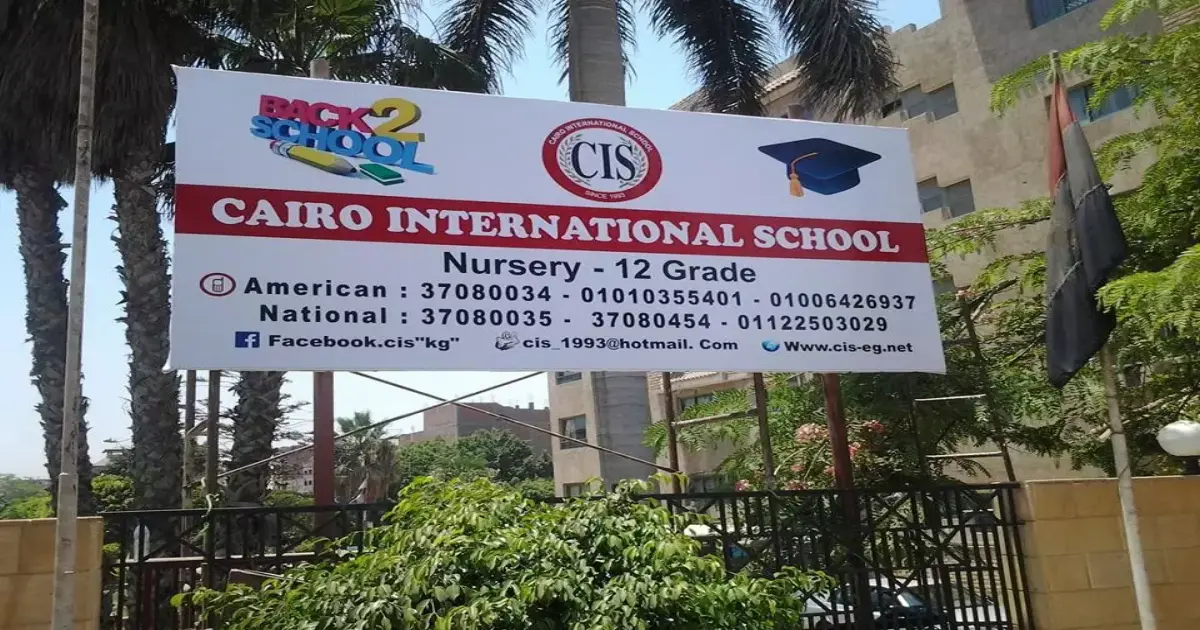 BACK 2
SCHOOL
CAIRO INTERNATIONAL SCHOOL
CIS
SINCE 1993
CAIRO INTERNATIONAL SCHOOL
Nursery - 12 Grade
American : 37080034 - 01010355401 - 01006426937
National : 37080035 - 37080454 - 01122503029
f Facebook.cis"kg" cis_1993@hotmail. Com Www.cis-eg.net